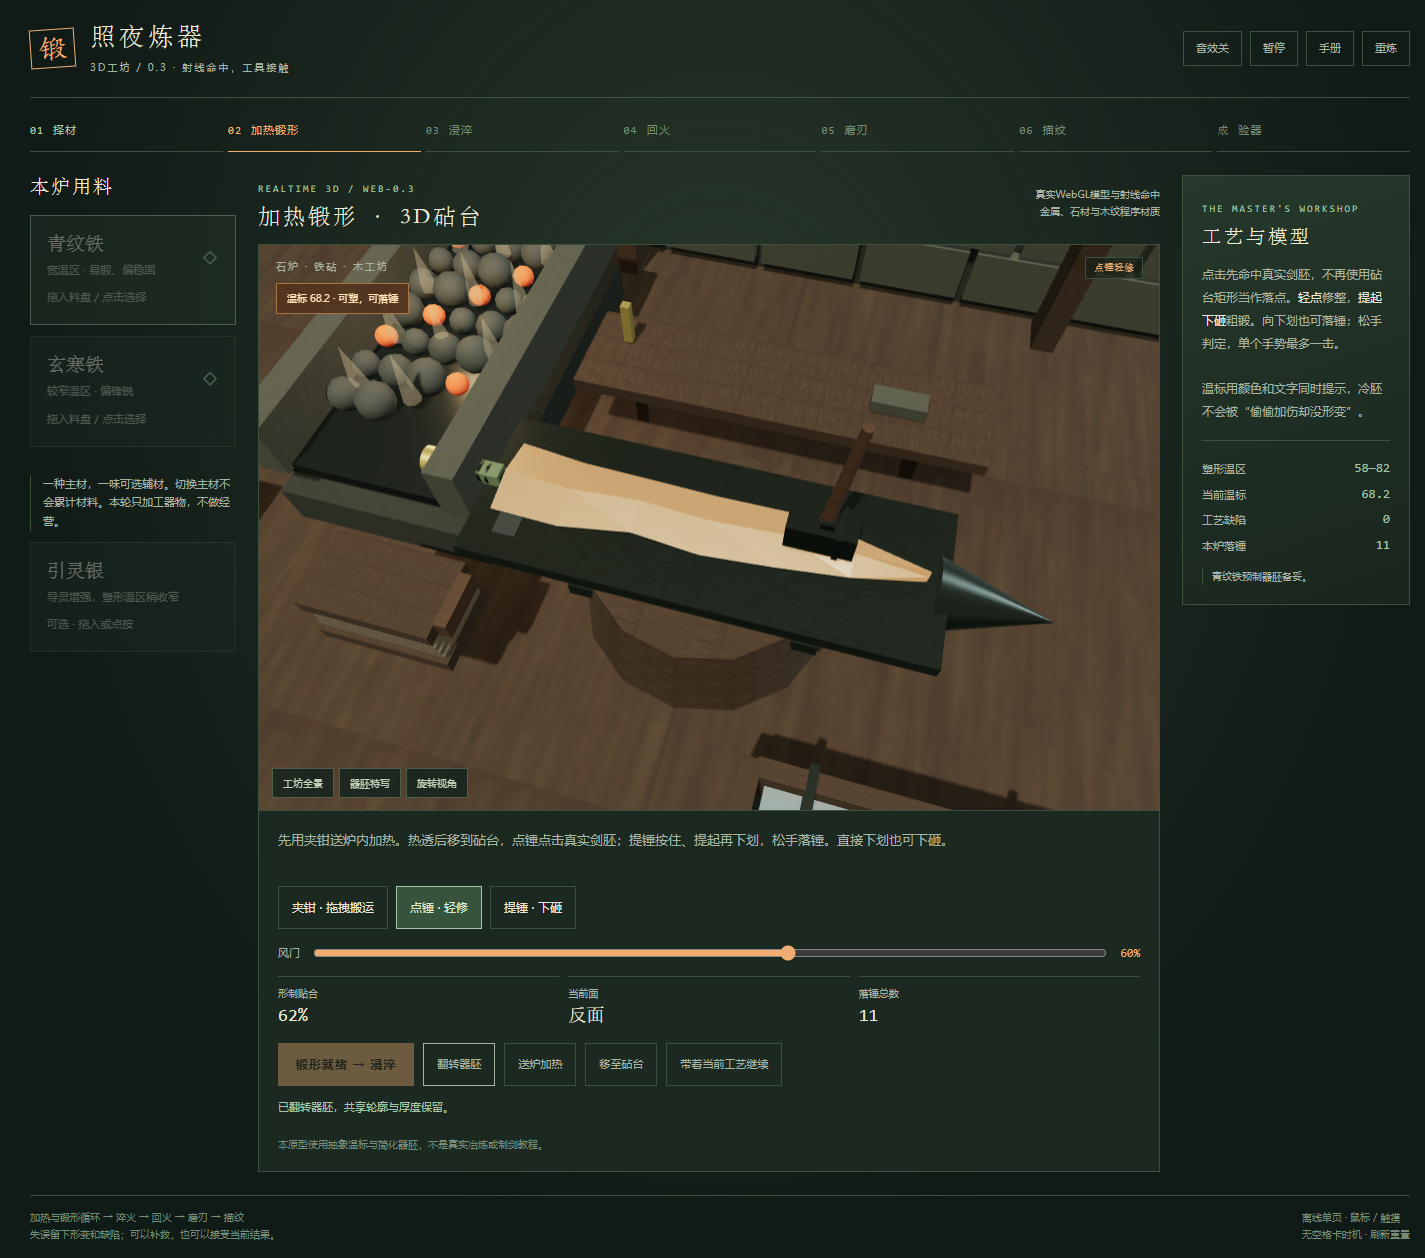 锻
照夜炼器
3D工坊 / 0.3 · 射线命中，工具接触
音效关
暂停
手册
重炼
01 择材
02 加热锻形
03 浸淬
04 回火
05 磨刃
06 描纹
成 验器
本炉用料
青纹铁
宽温区 · 易锻、偏稳固
拖入料盘 / 点击选择
玄寒铁
较窄温区 · 偏锋锐
拖入料盘 / 点击选择
一种主材，一味可选辅材。切换主材不
会累计材料。本轮只加工器物，不做经
营。
引灵银
导灵增强，塑形温区稍收窄
可选 · 拖入或点按
REALTIME 3D / WEB-0.3
加热锻形 · 3D砧台
真实WebGL模型与射线命中
金属、石材与木纹程序材质
石炉 · 铁砧 · 木工坊
温标 68.2 · 可塑，可落锤
点锤轻修
工坊全景
器胚特写
旋转视角
先用夹钳送炉内加热。热透后移到砧台，点锤点击真实剑胚；提锤按住、提起再下划，松手落锤。直接下划也可下砸。
夹钳 · 拖拽搬运
点锤 · 轻修
提锤 · 下砸
风门
60%
形制贴合
62%
当前面
反面
落锤总数
11
锻形就绪 → 浸淬
翻转器胚
送炉加热
移至砧台
带着当前工艺继续
已翻转器胚，共享轮廓与厚度保留。
本原型使用抽象温标与简化器胚，不是真实冶炼或制剑教程。
THE MASTER'S WORKSHOP
工艺与模型
点击先命中真实剑胚，不再使用砧
台矩形当作落点。轻点修整，提起
下砸粗锻。向下划也可落锤；松手
判定，单个手势最多一击。
温标用颜色和文字同时提示，冷胚
不会被“偷偷加伤却没形变”。
塑形温区 58—82
当前温标 68.2
工艺缺陷 0
本炉落锤 11
青纹铁预制器胚备妥。
加热与锻形循环 → 淬火 → 回火 → 磨刃 → 描纹
失误留下形变和缺陷；可以补救，也可以接受当前结果。
离线单页 · 鼠标 / 触摸
无空格卡时机 · 刷新重置